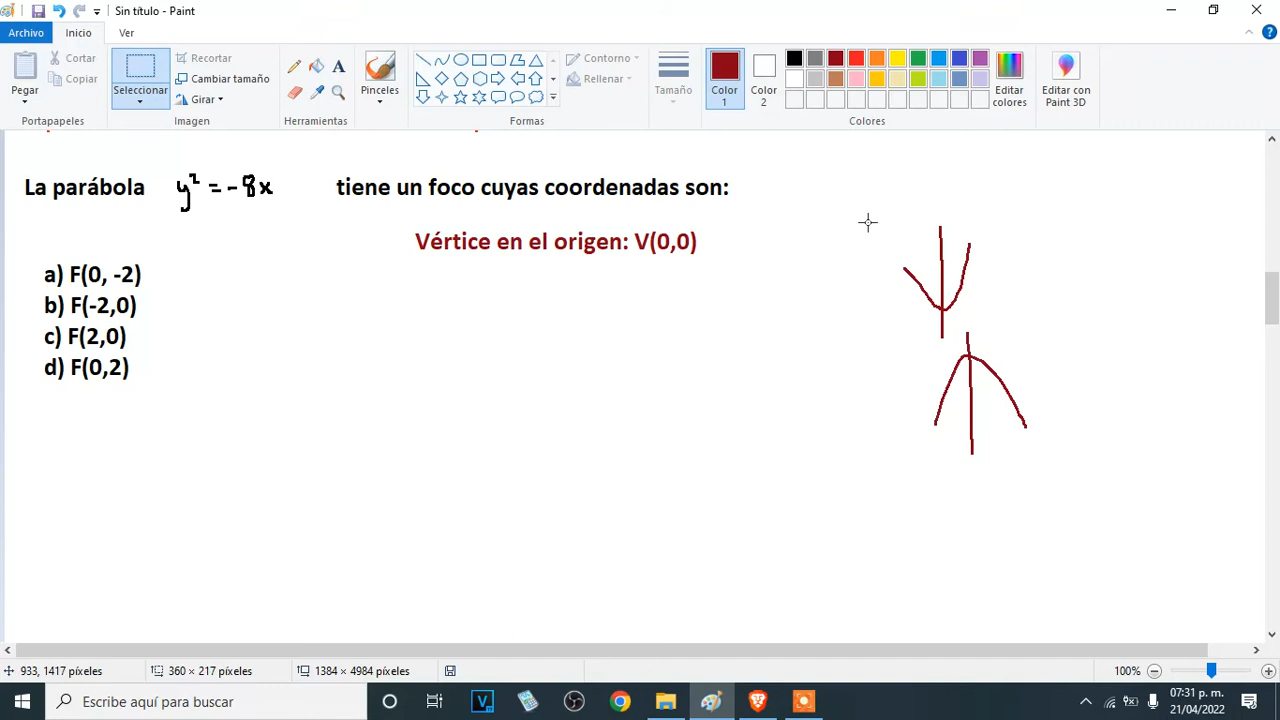 Sin título - Paint
Archivo Inicio Ver
Pegar
Cortar
Copiar
Portapapeles
Seleccionar
Recortar
Cambiar tamaño
Girar
Imagen
A
Herramientas
Pinceles
Contorno
Rellenar
Formas
Tamaño
Color 1
Color 2
Editar colores
Colores
Editar con Paint 3D
La parábola y² = -8x tiene un foco cuyas coordenadas son:
Vértice en el origen: V(0,0)
a) F(0, -2)
b) F(-2,0)
c) F(2,0)
d) F(0,2)
933, 1417 píxeles
360 × 217 píxeles
1384 × 4984 píxeles
100%
Escribe aquí para buscar
07:31 p. m.
21/04/2022